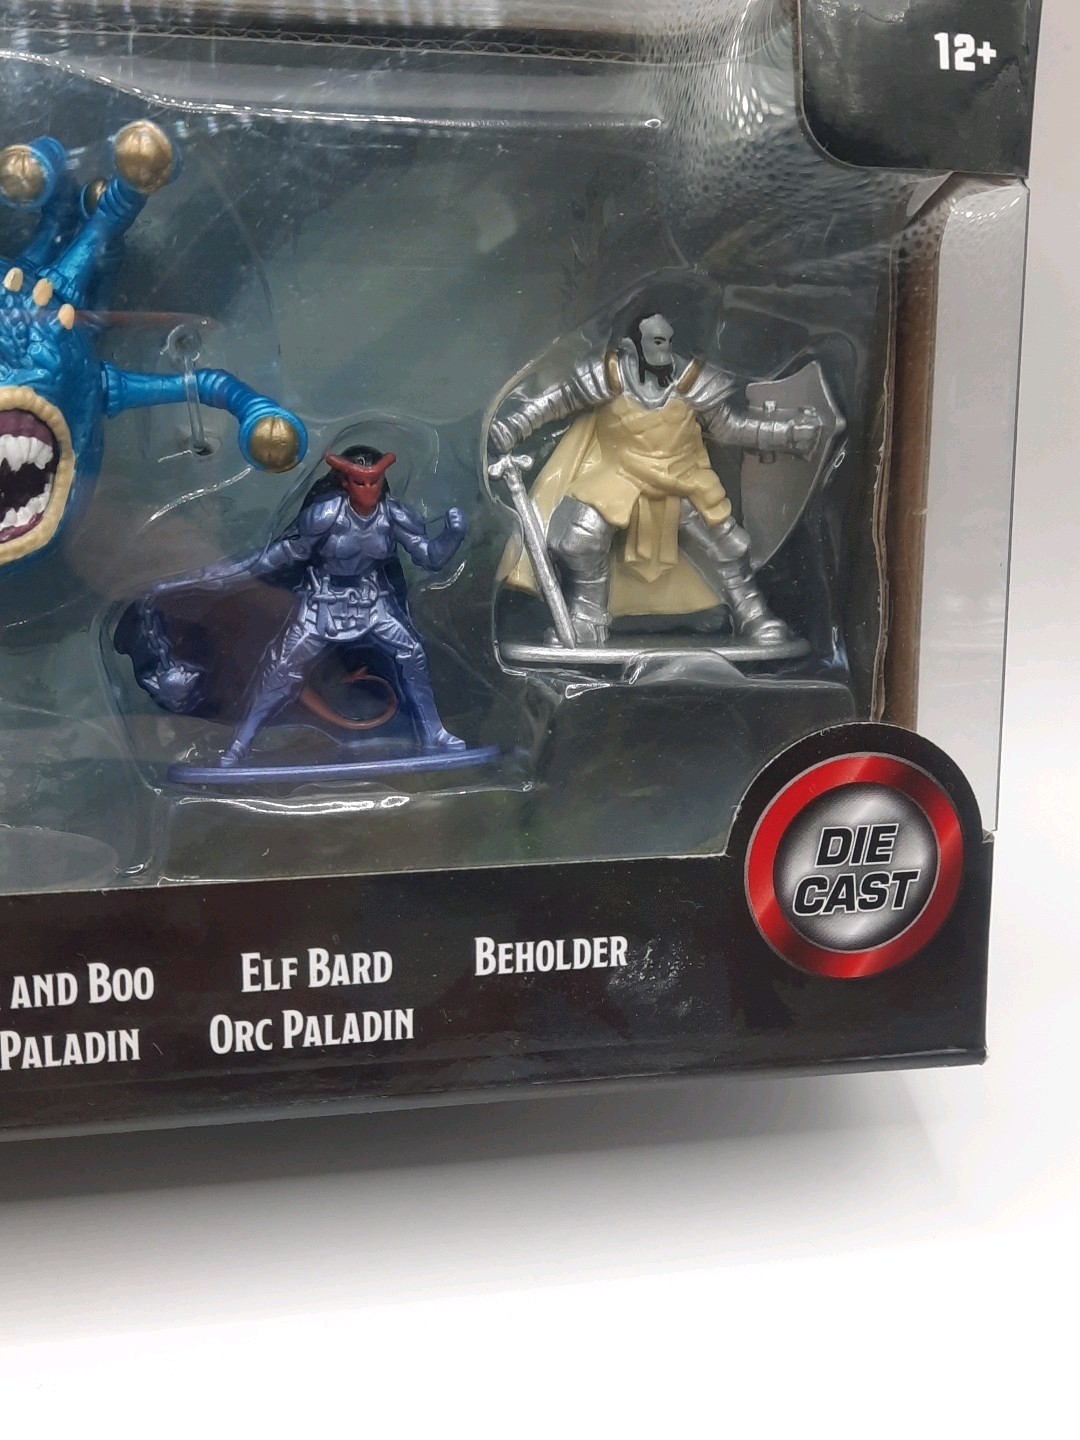 12+
DIE
CAST
AND BOO
ELF BARD
BEHOLDER
PALADIN
ORC PALADIN